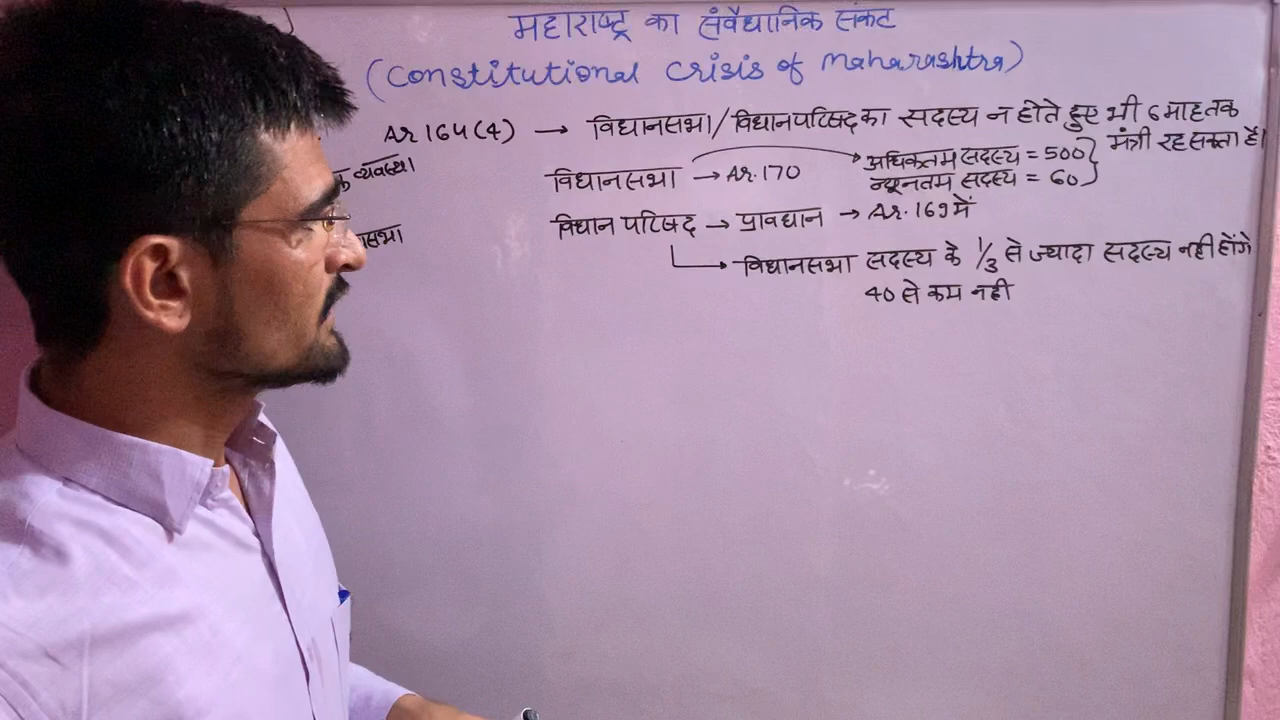 महाराष्ट्र का संवैधानिक संकट
(Constitutional Crisis of Maharashtra)
Ar 164(4) → विधानसभा/विधानपरिषद का सदस्य न होते हुए भी 6 माह तक
मंत्री रह सकता है।
व्यवस्था
विधानसभा → Ar. 170 अधिकतम सदस्य = 500
न्यूनतम सदस्य = 60
विधान परिषद → प्रावधान → Ar. 169 में
→ विधानसभा सदस्य के 1/3 से ज्यादा सदस्य नही होंगे
40 से कम नही